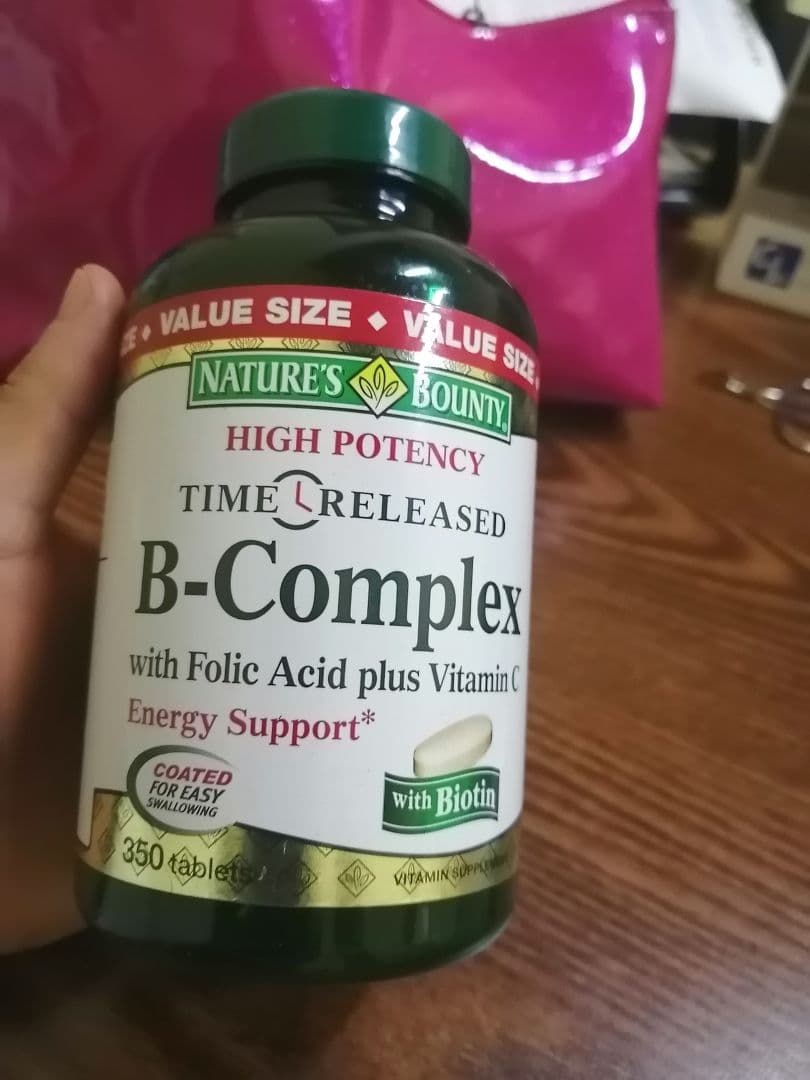 VALUE SIZE ◆ VALUE SIZE
NATURE'S BOUNTY®
HIGH POTENCY
TIME RELEASED
B-Complex
with Folic Acid plus Vitamin C
Energy Support*
COATED
FOR EASY
SWALLOWING
with Biotin
350 tablets
VITAMIN